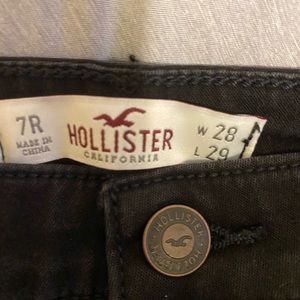 7R
MADE IN
CHINA
HOLLISTER
CALIFORNIA
W 28
L 29
HOLLISTER